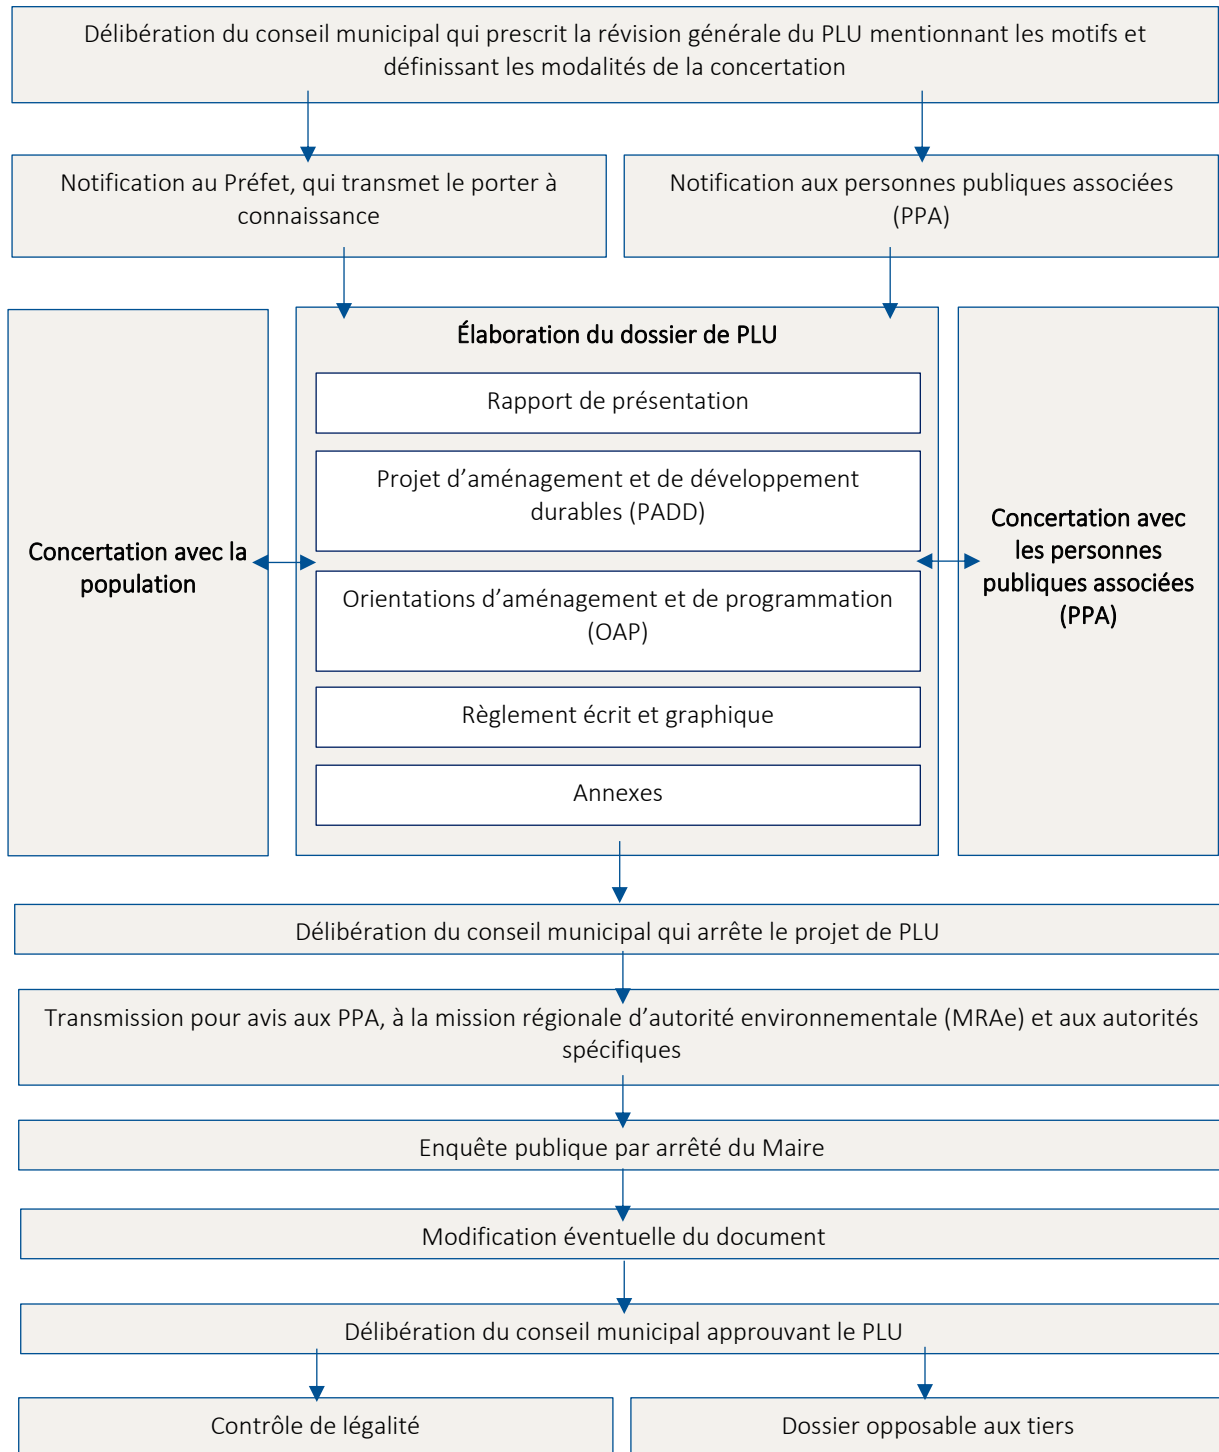 Délibération du conseil municipal qui prescrit la révision générale du PLU mentionnant les motifs et
définissant les modalités de la concertation
Notification au Préfet, qui transmet le porter à
connaissance
Notification aux personnes publiques associées
(PPA)
Élaboration du dossier de PLU
Rapport de présentation
Projet d’aménagement et de développement
durables (PADD)
Orientations d’aménagement et de programmation
(OAP)
Règlement écrit et graphique
Annexes
Concertation avec la
population
Concertation avec
les personnes
publiques associées
(PPA)
Délibération du conseil municipal qui arrête le projet de PLU
Transmission pour avis aux PPA, à la mission régionale d’autorité environnementale (MRAe) et aux autorités
spécifiques
Enquête publique par arrêté du Maire
Modification éventuelle du document
Délibération du conseil municipal approuvant le PLU
Contrôle de légalité
Dossier opposable aux tiers